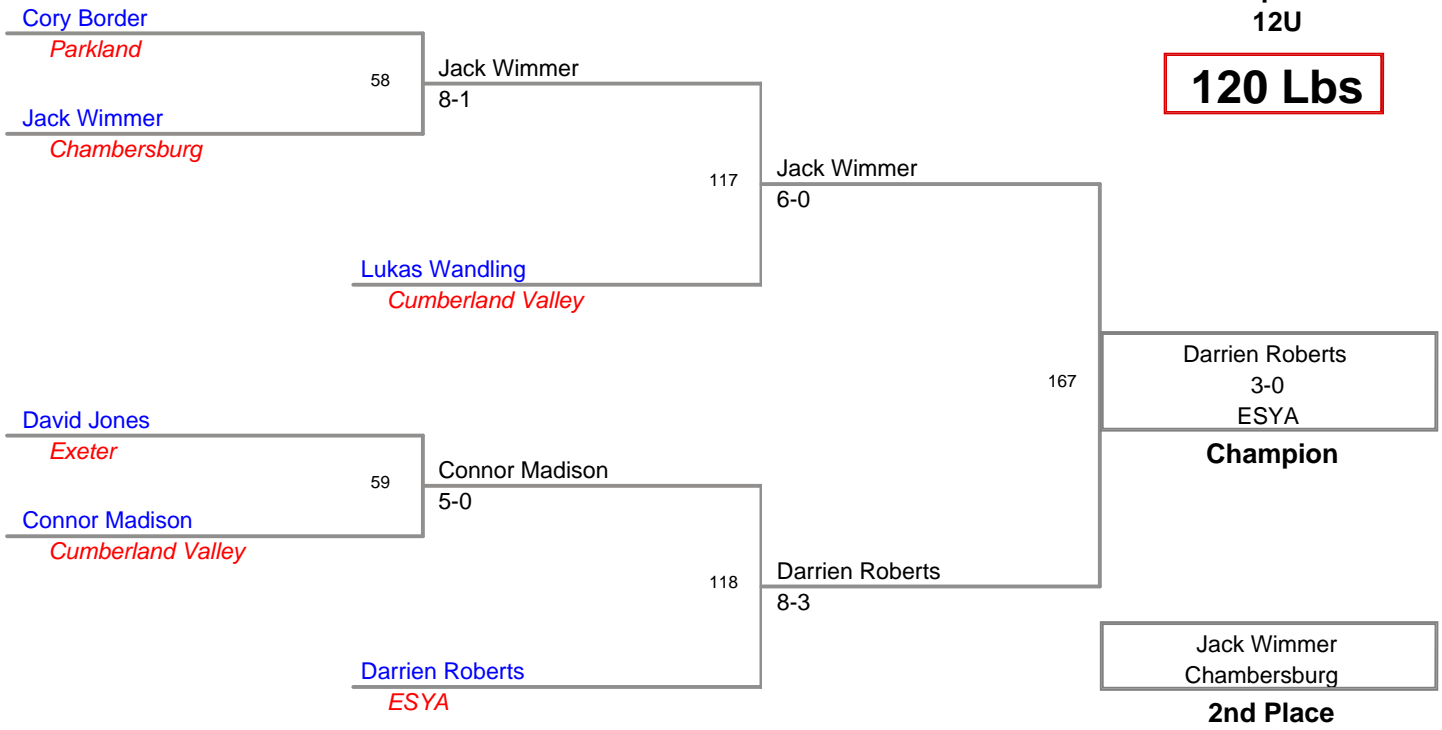 12U
120 Lbs
Cory Border
Parkland
58
Jack Wimmer
8-1
Jack Wimmer
Chambersburg
117
Jack Wimmer
6-0
Lukas Wandling
Cumberland Valley
167
Darrien Roberts
3-0
ESYA
Champion
David Jones
Exeter
59
Connor Madison
5-0
Connor Madison
Cumberland Valley
118
Darrien Roberts
8-3
Darrien Roberts
ESYA
Jack Wimmer
Chambersburg
2nd Place